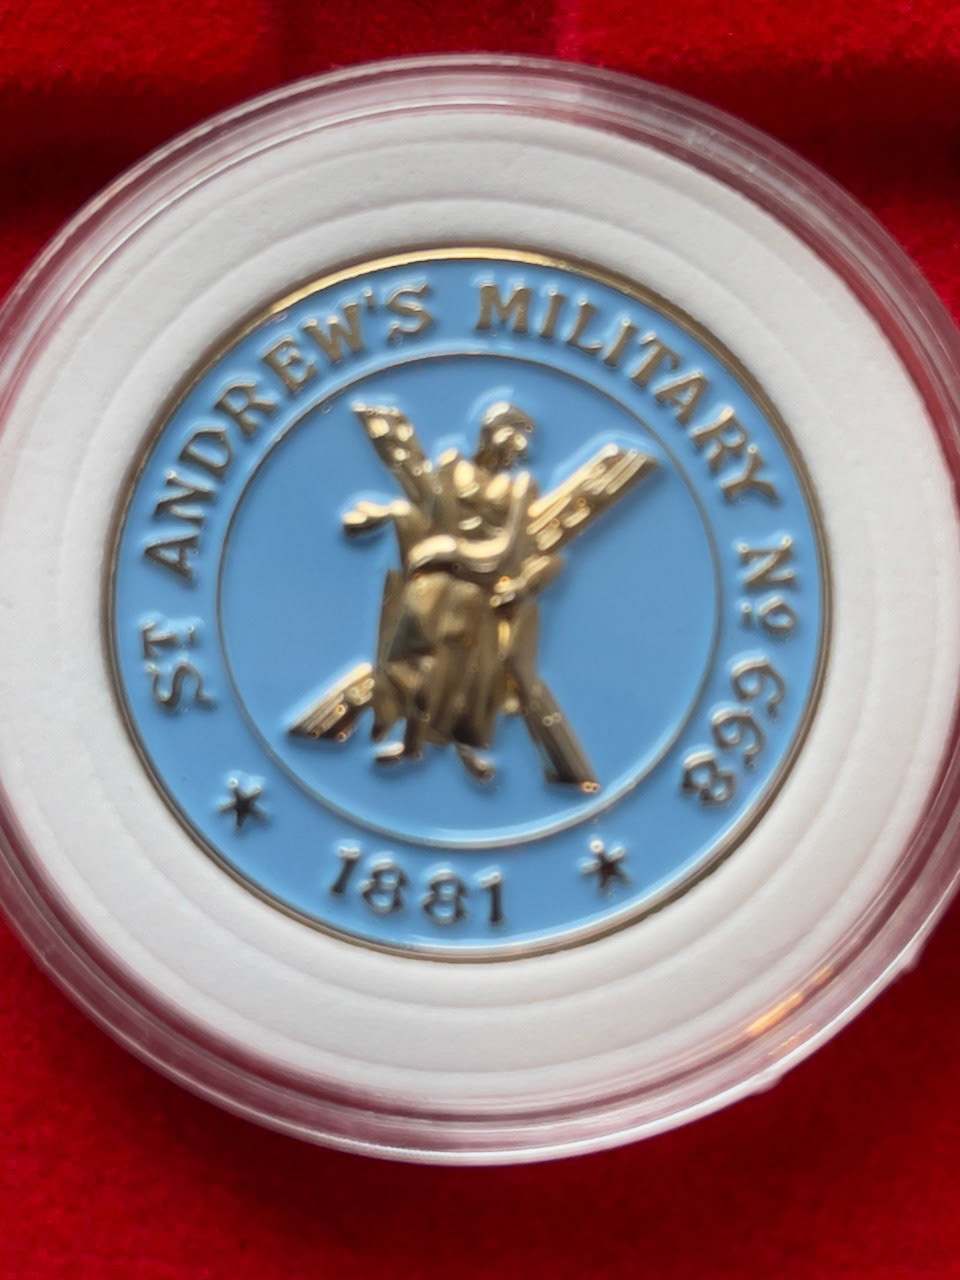 ST ANDREW'S MILITARY No 668
1881